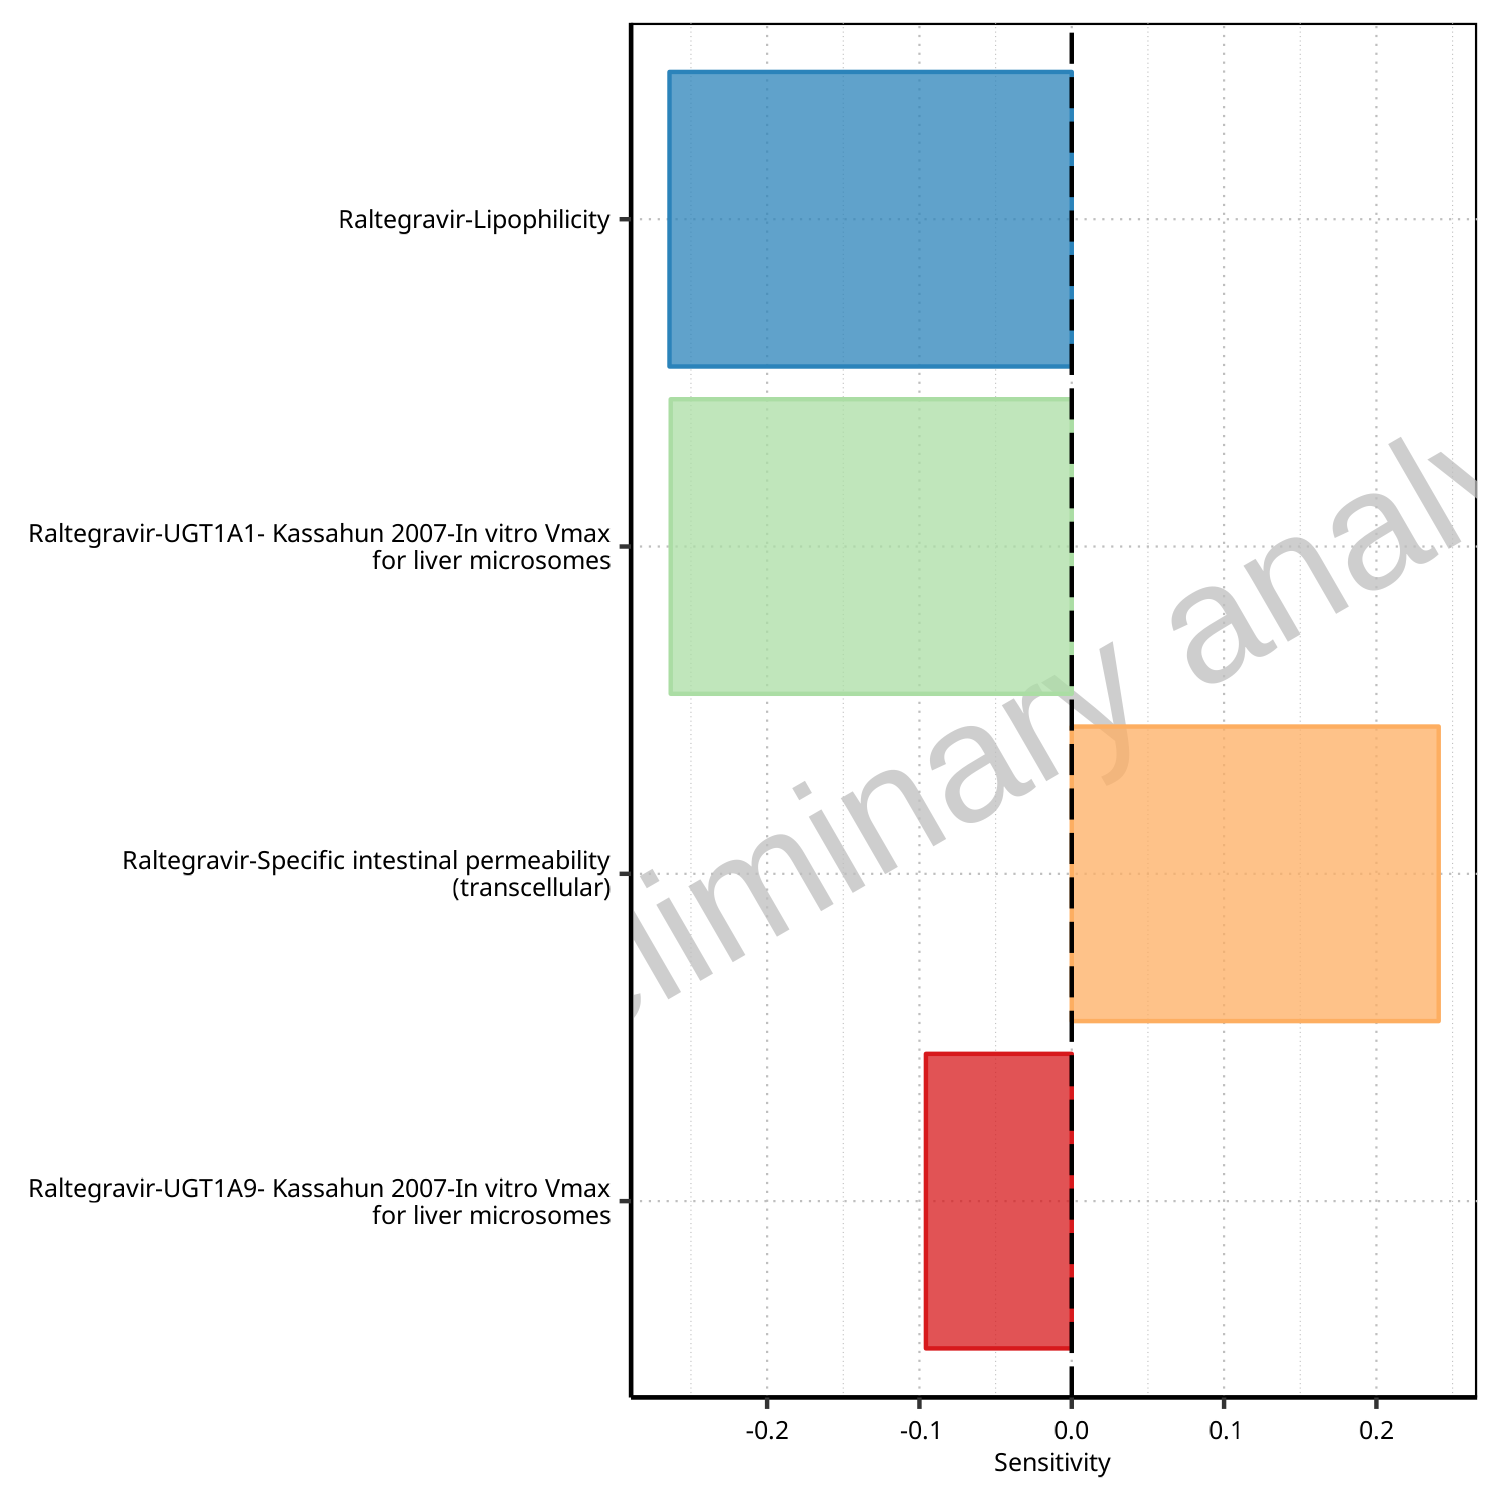 Raltegravir-Lipophilicity
Raltegravir-UGT1A1- Kassahun 2007-In vitro Vmax
for liver microsomes
Raltegravir-Specific intestinal permeability
(transcellular)
Raltegravir-UGT1A9- Kassahun 2007-In vitro Vmax
for liver microsomes
liminary analy
-0.2 -0.1 0.0 0.1 0.2
Sensitivity